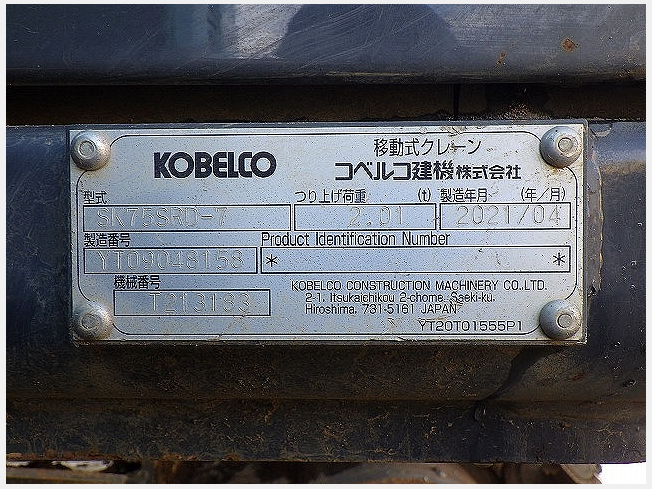 KOBELCO
移動式クレーン
コベルコ建機株式会社
型式 つり上げ荷重 (t) 製造年月 (年/月)
SK75SRD-7 2.01 2021/04
製造番号 Product Identification Number
YT09048158 * *
機械番号
T213133
KOBELCO CONSTRUCTION MACHINERY CO.,LTD.
2-1, Itsukaichikou 2-chome, Saeki-ku,
Hiroshima, 731-5161 JAPAN
YT20T01555P1